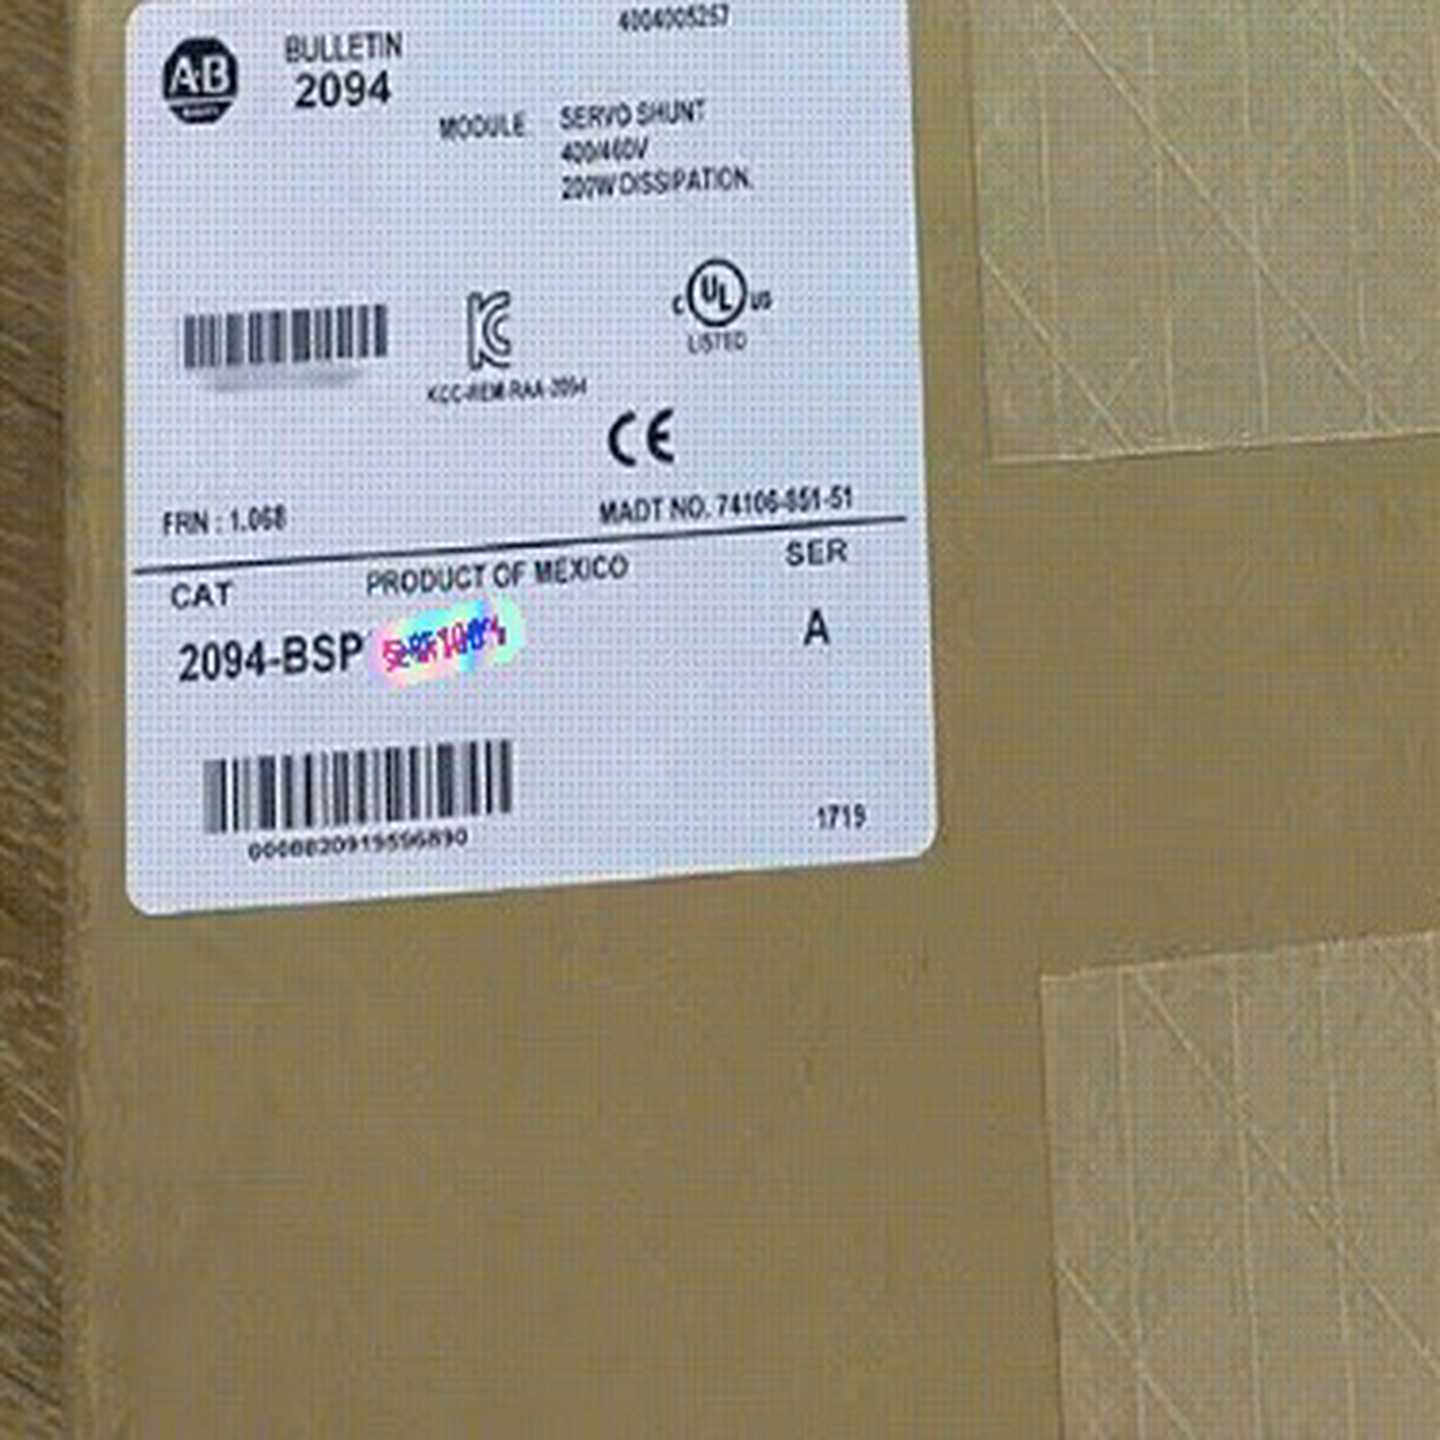 4004005257
AB
BULLETIN
2094
MODULE SERVO SHUNT
400/460V
200W DISSIPATION.
C UL US
LISTED
KCC-REM-RAA-2094
CE
FRN : 1.068
MADT NO. 74106-851-51
CAT
PRODUCT OF MEXICO
SER
2094-BSP
A
1719